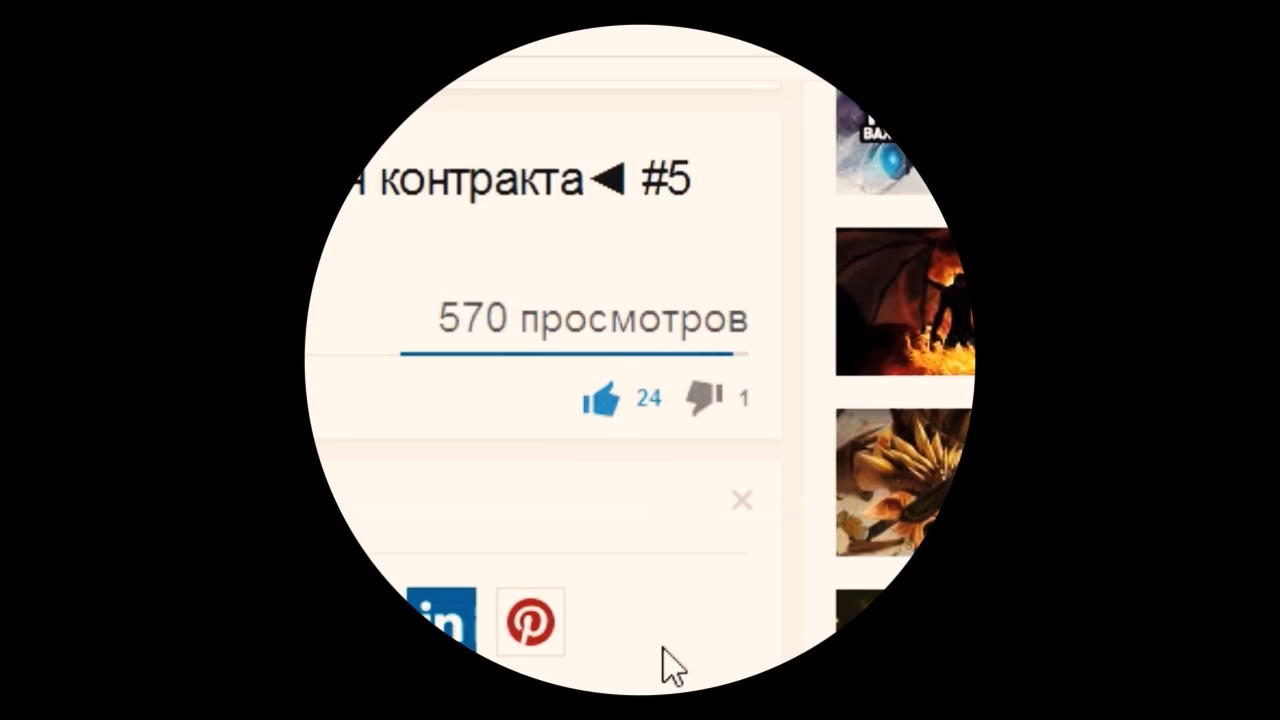 контракта◄ #5
570 просмотров
24 1
in